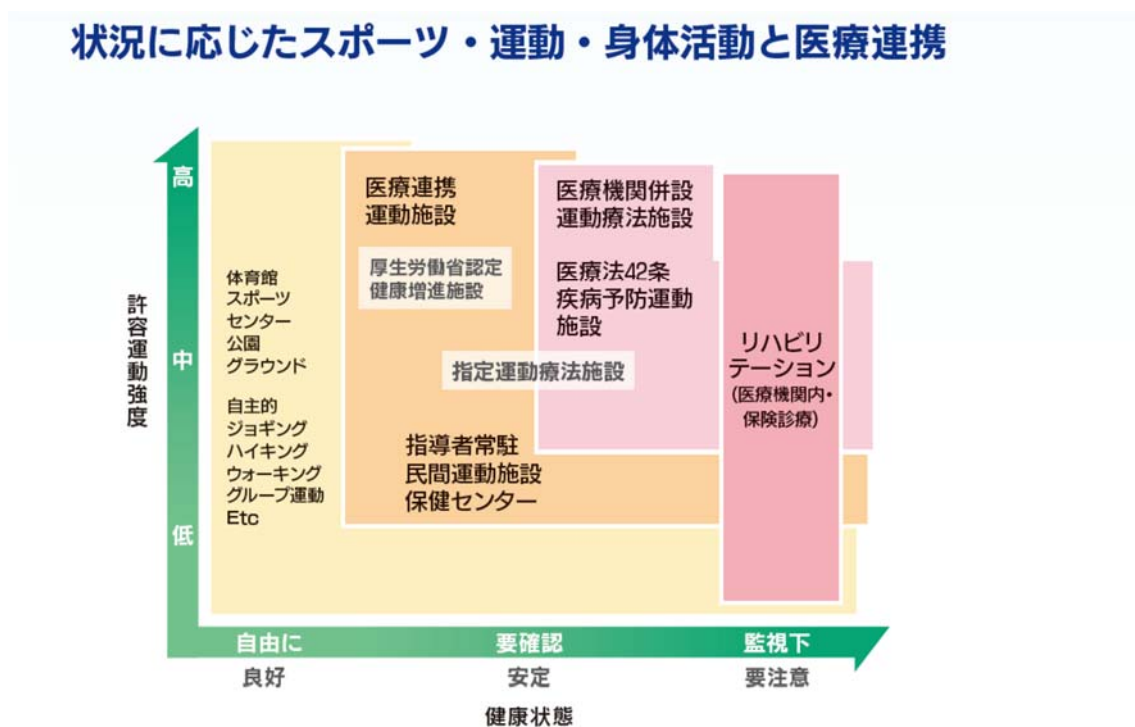 状況に応じたスポーツ・運動・身体活動と医療連携
許容運動強度
高
中
低
体育館
スポーツ
センター
公園
グラウンド
自主的
ジョギング
ハイキング
ウォーキング
グループ運動
Etc
医療連携
運動施設
厚生労働省認定
健康増進施設
指定運動療法施設
指導者常駐
民間運動施設
保健センター
医療機関併設
運動療法施設
医療法42条
疾病予防運動
施設
リハビリ
テーション
(医療機関内・
保険診療)
自由に
要確認
監視下
良好
安定
要注意
健康状態